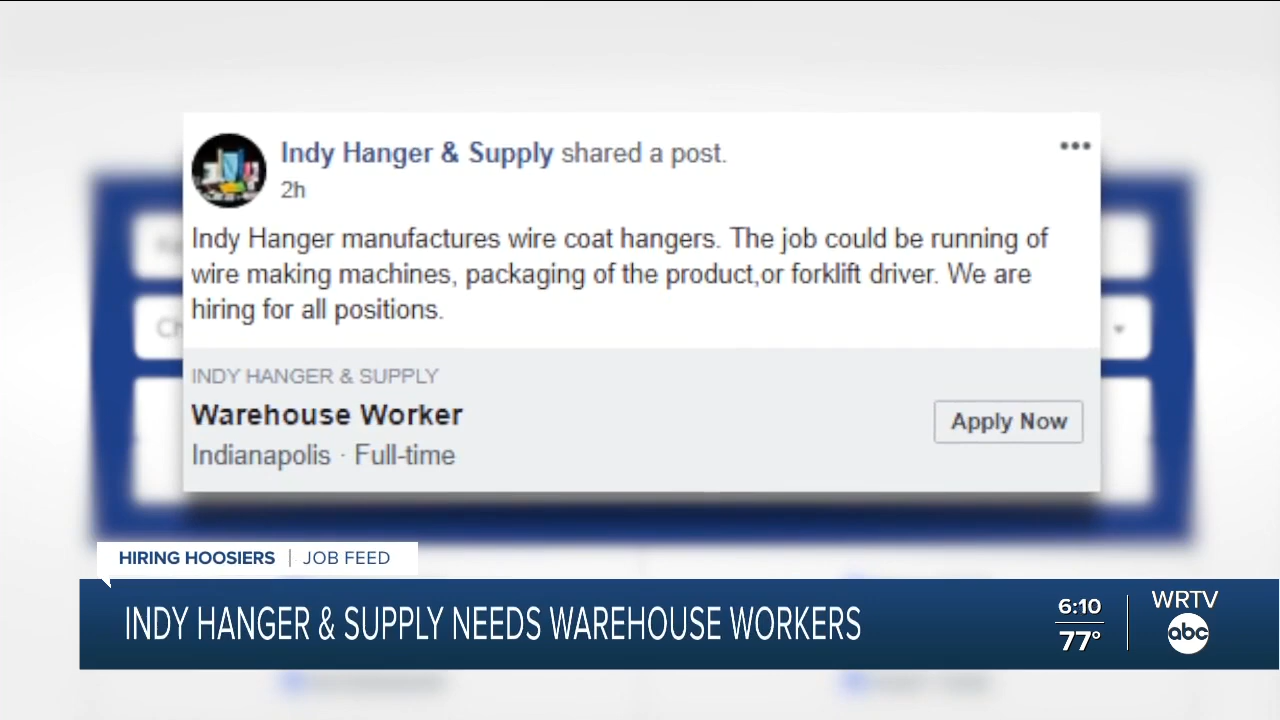 Indy Hanger & Supply shared a post.
2h
Indy Hanger manufactures wire coat hangers. The job could be running of
wire making machines, packaging of the product,or forklift driver. We are
hiring for all positions.
INDY HANGER & SUPPLY
Warehouse Worker
Indianapolis · Full-time
Apply Now
HIRING HOOSIERS | JOB FEED
INDY HANGER & SUPPLY NEEDS WAREHOUSE WORKERS
6:10
77°
WRTV
abc